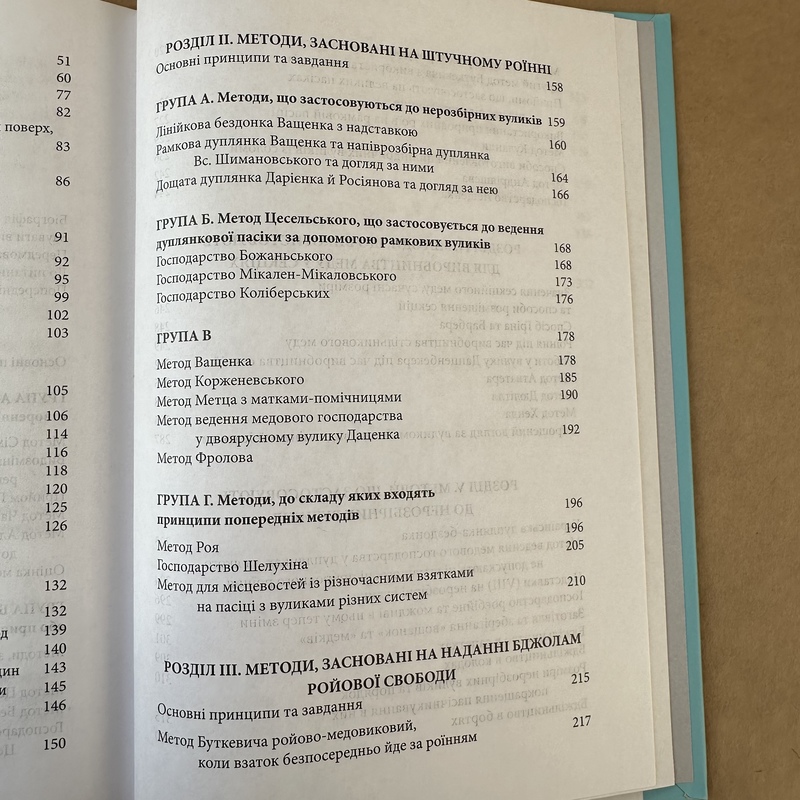 51
60
77
82
поверх,
83
86
91
92
95
99
102
103
105
106
114
116
118
120
125
126
132
132
139
140
143
145
146
150
РОЗДІЛ ІІ. МЕТОДИ, ЗАСНОВАНІ НА ШТУЧНОМУ РОЇННІ
Основні принципи та завдання 158
ГРУПА А. Методи, що застосовуються до нерозбірних вуликів 159
Лінійкова бездонка Ващенка з надставкою 160
Рамкова дуплянка Ващенка та напіврозбірна дуплянка
Вс. Шимановського та догляд за ними 164
Дощата дуплянка Дарієнка й Росіянова та догляд за нею 166
ГРУПА Б. Метод Цесельського, що застосовується до ведення
дуплянкової пасіки за допомогою рамкових вуликів 168
Господарство Божаньського 168
Господарство Мікален-Мікаловського 173
Господарство Коліберських 176
ГРУПА В 178
Метод Ващенка 178
Метод Корженевського 185
Метод Метца з матками-помічницями 190
Метод ведення медового господарства
у двоярусному вулику Даценка 192
Метод Фролова
ГРУПА Г. Методи, до складу яких входять
принципи попередніх методів 196
Метод Роя 196
Господарство Шелухіна 205
Метод для місцевостей із різночасними взятками
на пасіці з вуликами різних систем 210
РОЗДІЛ ІІІ. МЕТОДИ, ЗАСНОВАНІ НА НАДАННІ БДЖОЛАМ
РОЙОВОЇ СВОБОДИ
Основні принципи та завдання 215
Метод Буткевича ройово-медовиковий, 217
коли взаток безпосередньо йде за роїнням